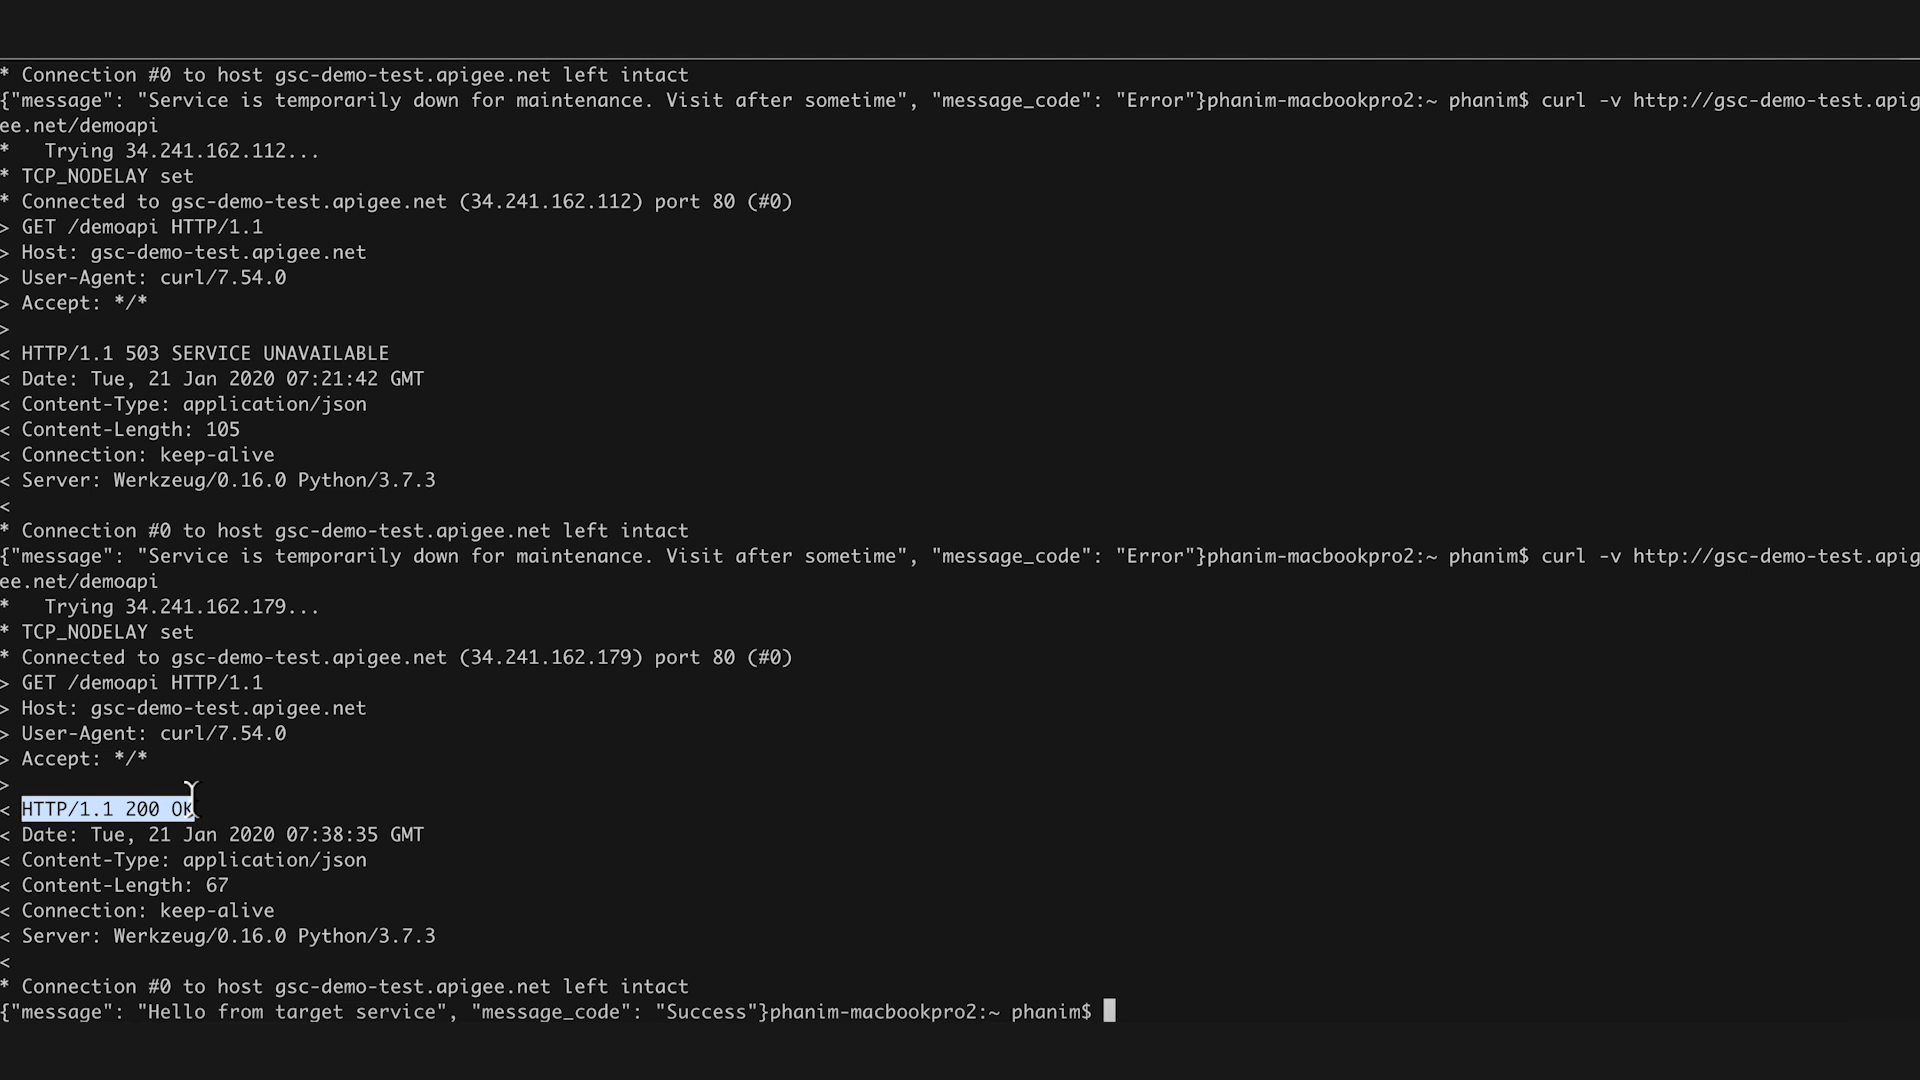 * Connection #0 to host gsc-demo-test.apigee.net left intact
{"message": "Service is temporarily down for maintenance. Visit after sometime", "message_code": "Error"}phanim-macbookpro2:~ phanim$ curl -v http://gsc-demo-test.apig
ee.net/demoapi
*   Trying 34.241.162.112...
* TCP_NODELAY set
* Connected to gsc-demo-test.apigee.net (34.241.162.112) port 80 (#0)
> GET /demoapi HTTP/1.1
> Host: gsc-demo-test.apigee.net
> User-Agent: curl/7.54.0
> Accept: */*
>
< HTTP/1.1 503 SERVICE UNAVAILABLE
< Date: Tue, 21 Jan 2020 07:21:42 GMT
< Content-Type: application/json
< Content-Length: 105
< Connection: keep-alive
< Server: Werkzeug/0.16.0 Python/3.7.3
<
* Connection #0 to host gsc-demo-test.apigee.net left intact
{"message": "Service is temporarily down for maintenance. Visit after sometime", "message_code": "Error"}phanim-macbookpro2:~ phanim$ curl -v http://gsc-demo-test.apig
ee.net/demoapi
*   Trying 34.241.162.179...
* TCP_NODELAY set
* Connected to gsc-demo-test.apigee.net (34.241.162.179) port 80 (#0)
> GET /demoapi HTTP/1.1
> Host: gsc-demo-test.apigee.net
> User-Agent: curl/7.54.0
> Accept: */*
>
< HTTP/1.1 200 OK
< Date: Tue, 21 Jan 2020 07:38:35 GMT
< Content-Type: application/json
< Content-Length: 67
< Connection: keep-alive
< Server: Werkzeug/0.16.0 Python/3.7.3
<
* Connection #0 to host gsc-demo-test.apigee.net left intact
{"message": "Hello from target service", "message_code": "Success"}phanim-macbookpro2:~ phanim$